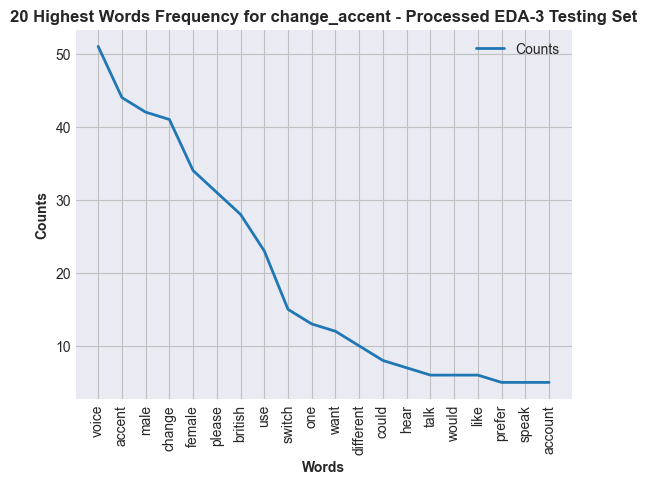 20 Highest Words Frequency for change_accent - Processed EDA-3 Testing Set
Counts
50
40
30
20
10
Counts
voice
accent
male
change
female
please
british
use
switch
one
want
different
could
hear
talk
would
like
prefer
speak
account
Words